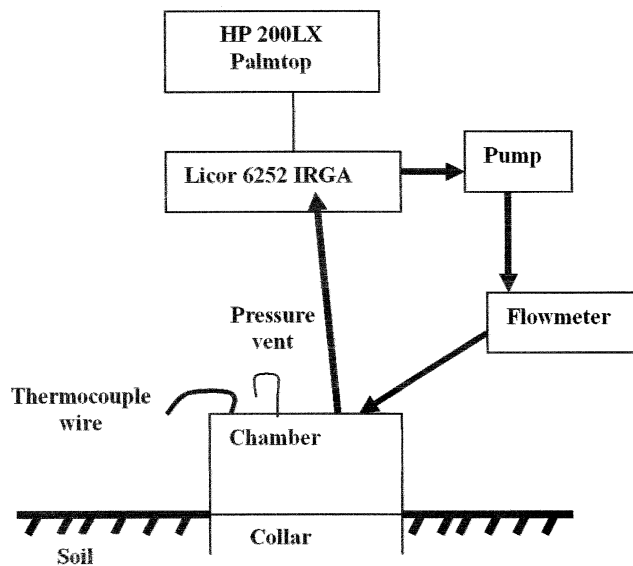 HP 200LX
Palmtop
Licor 6252 IRGA
Pump
Flowmeter
Pressure
vent
Thermocouple
wire
Chamber
Collar
Soil